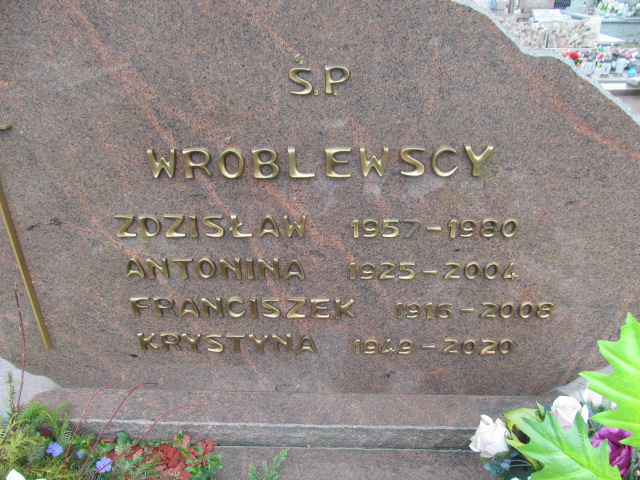 Ś.P.
WRÓBLEWSCY
ZDZISŁAW 1957-1980
ANTONINA 1925-2004
FRANCISZEK 1916-2008
KRYSTYNA 1949-2020